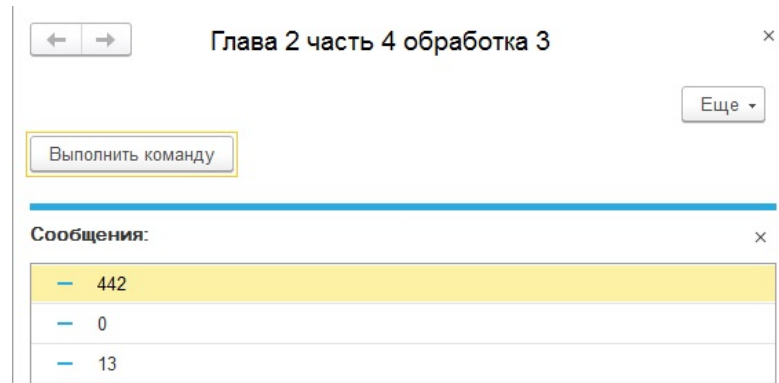 Глава 2 часть 4 обработка 3
Еще
Выполнить команду
Сообщения:
442
0
13